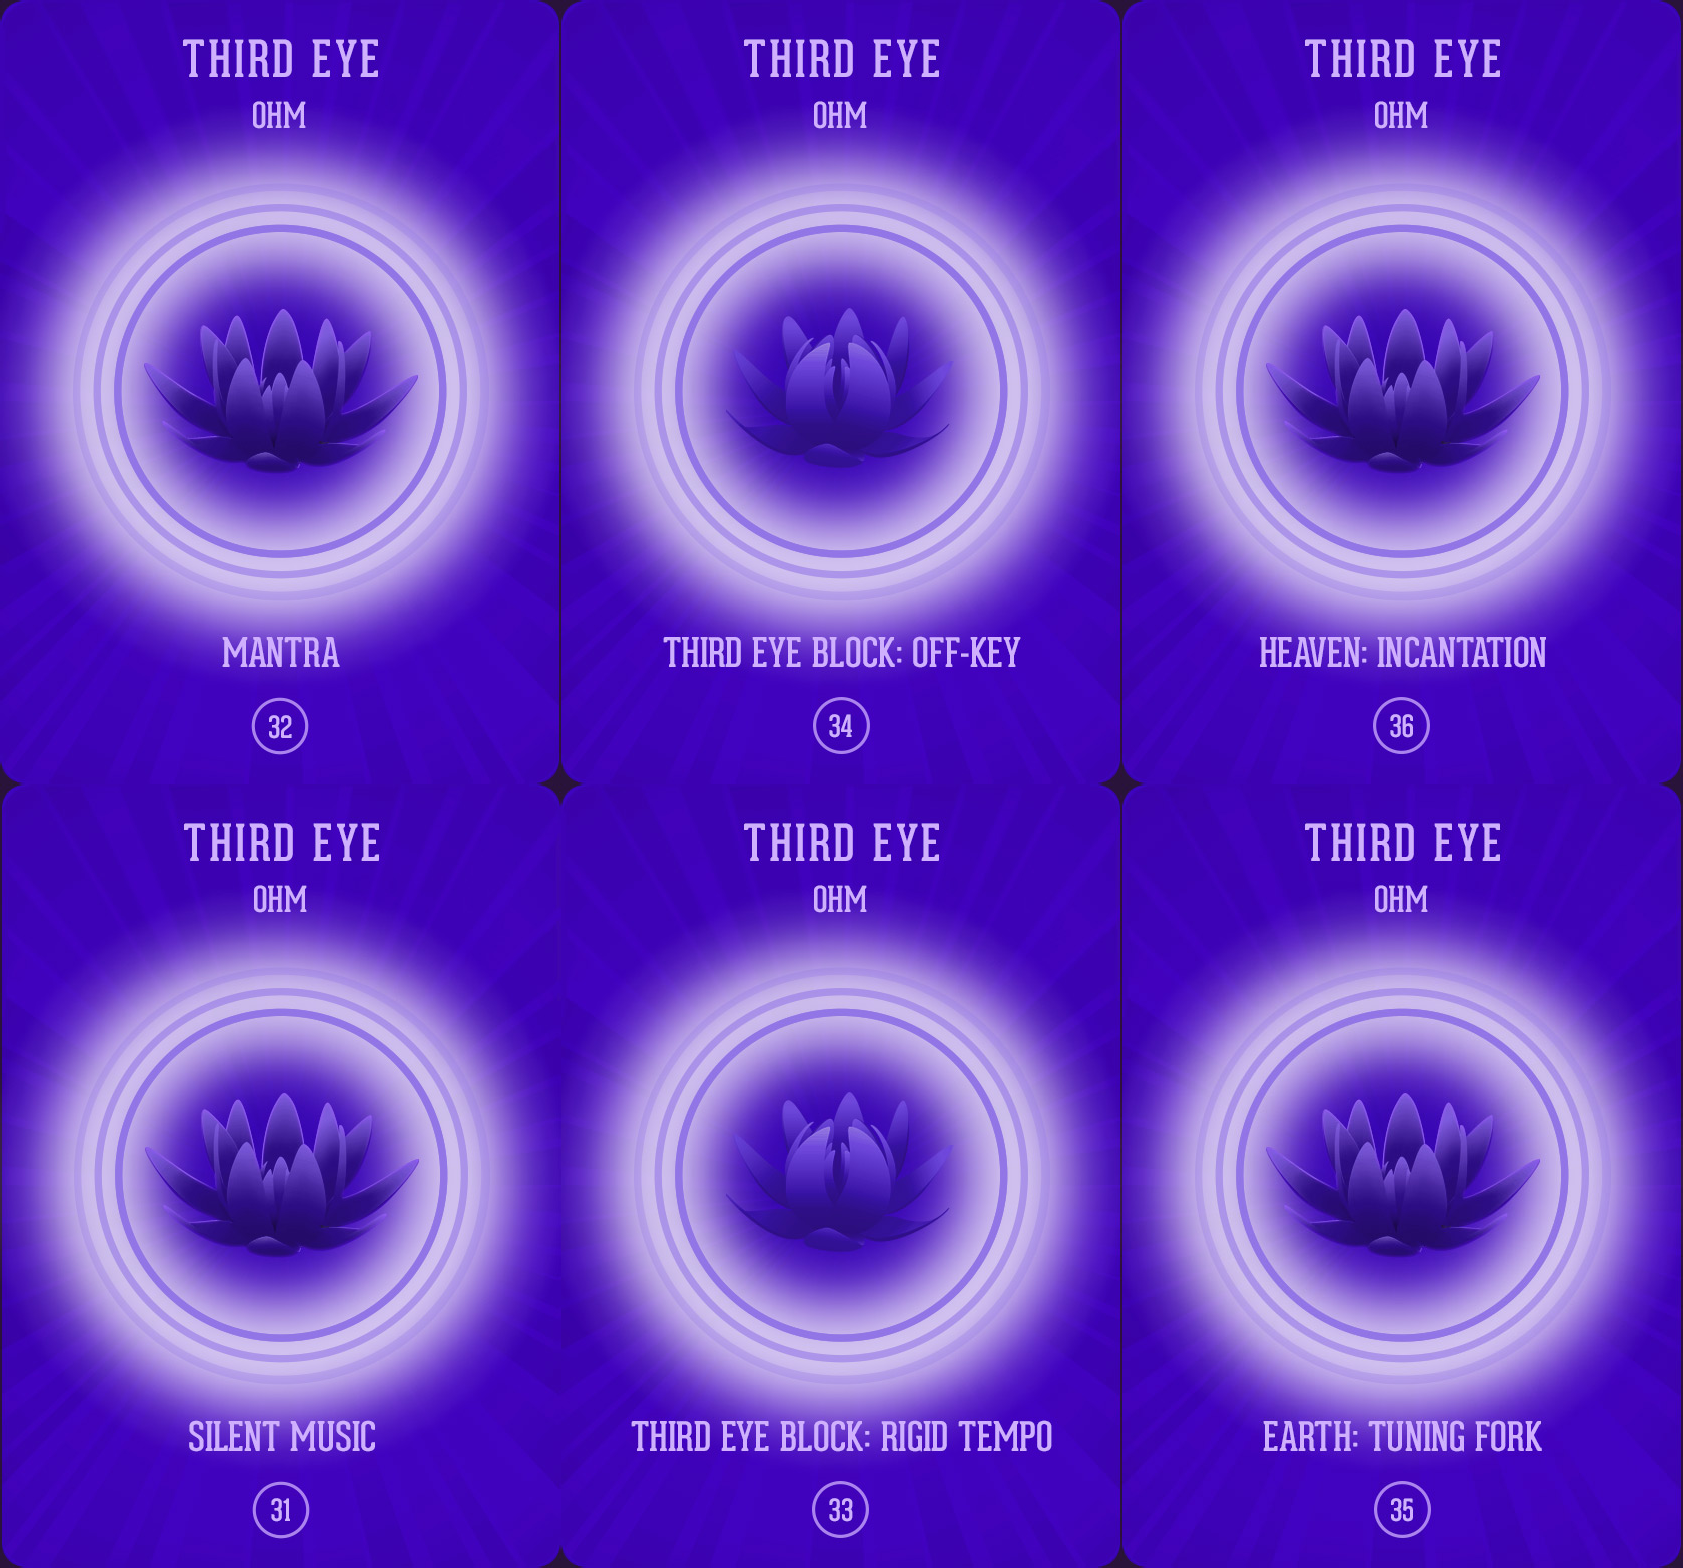 THIRD EYE
OHM
MANTRA
32
THIRD EYE
OHM
THIRD EYE BLOCK: OFF-KEY
34
THIRD EYE
OHM
HEAVEN: INCANTATION
36
THIRD EYE
OHM
SILENT MUSIC
31
THIRD EYE
OHM
THIRD EYE BLOCK: RIGID TEMPO
33
THIRD EYE
OHM
EARTH: TUNING FORK
35